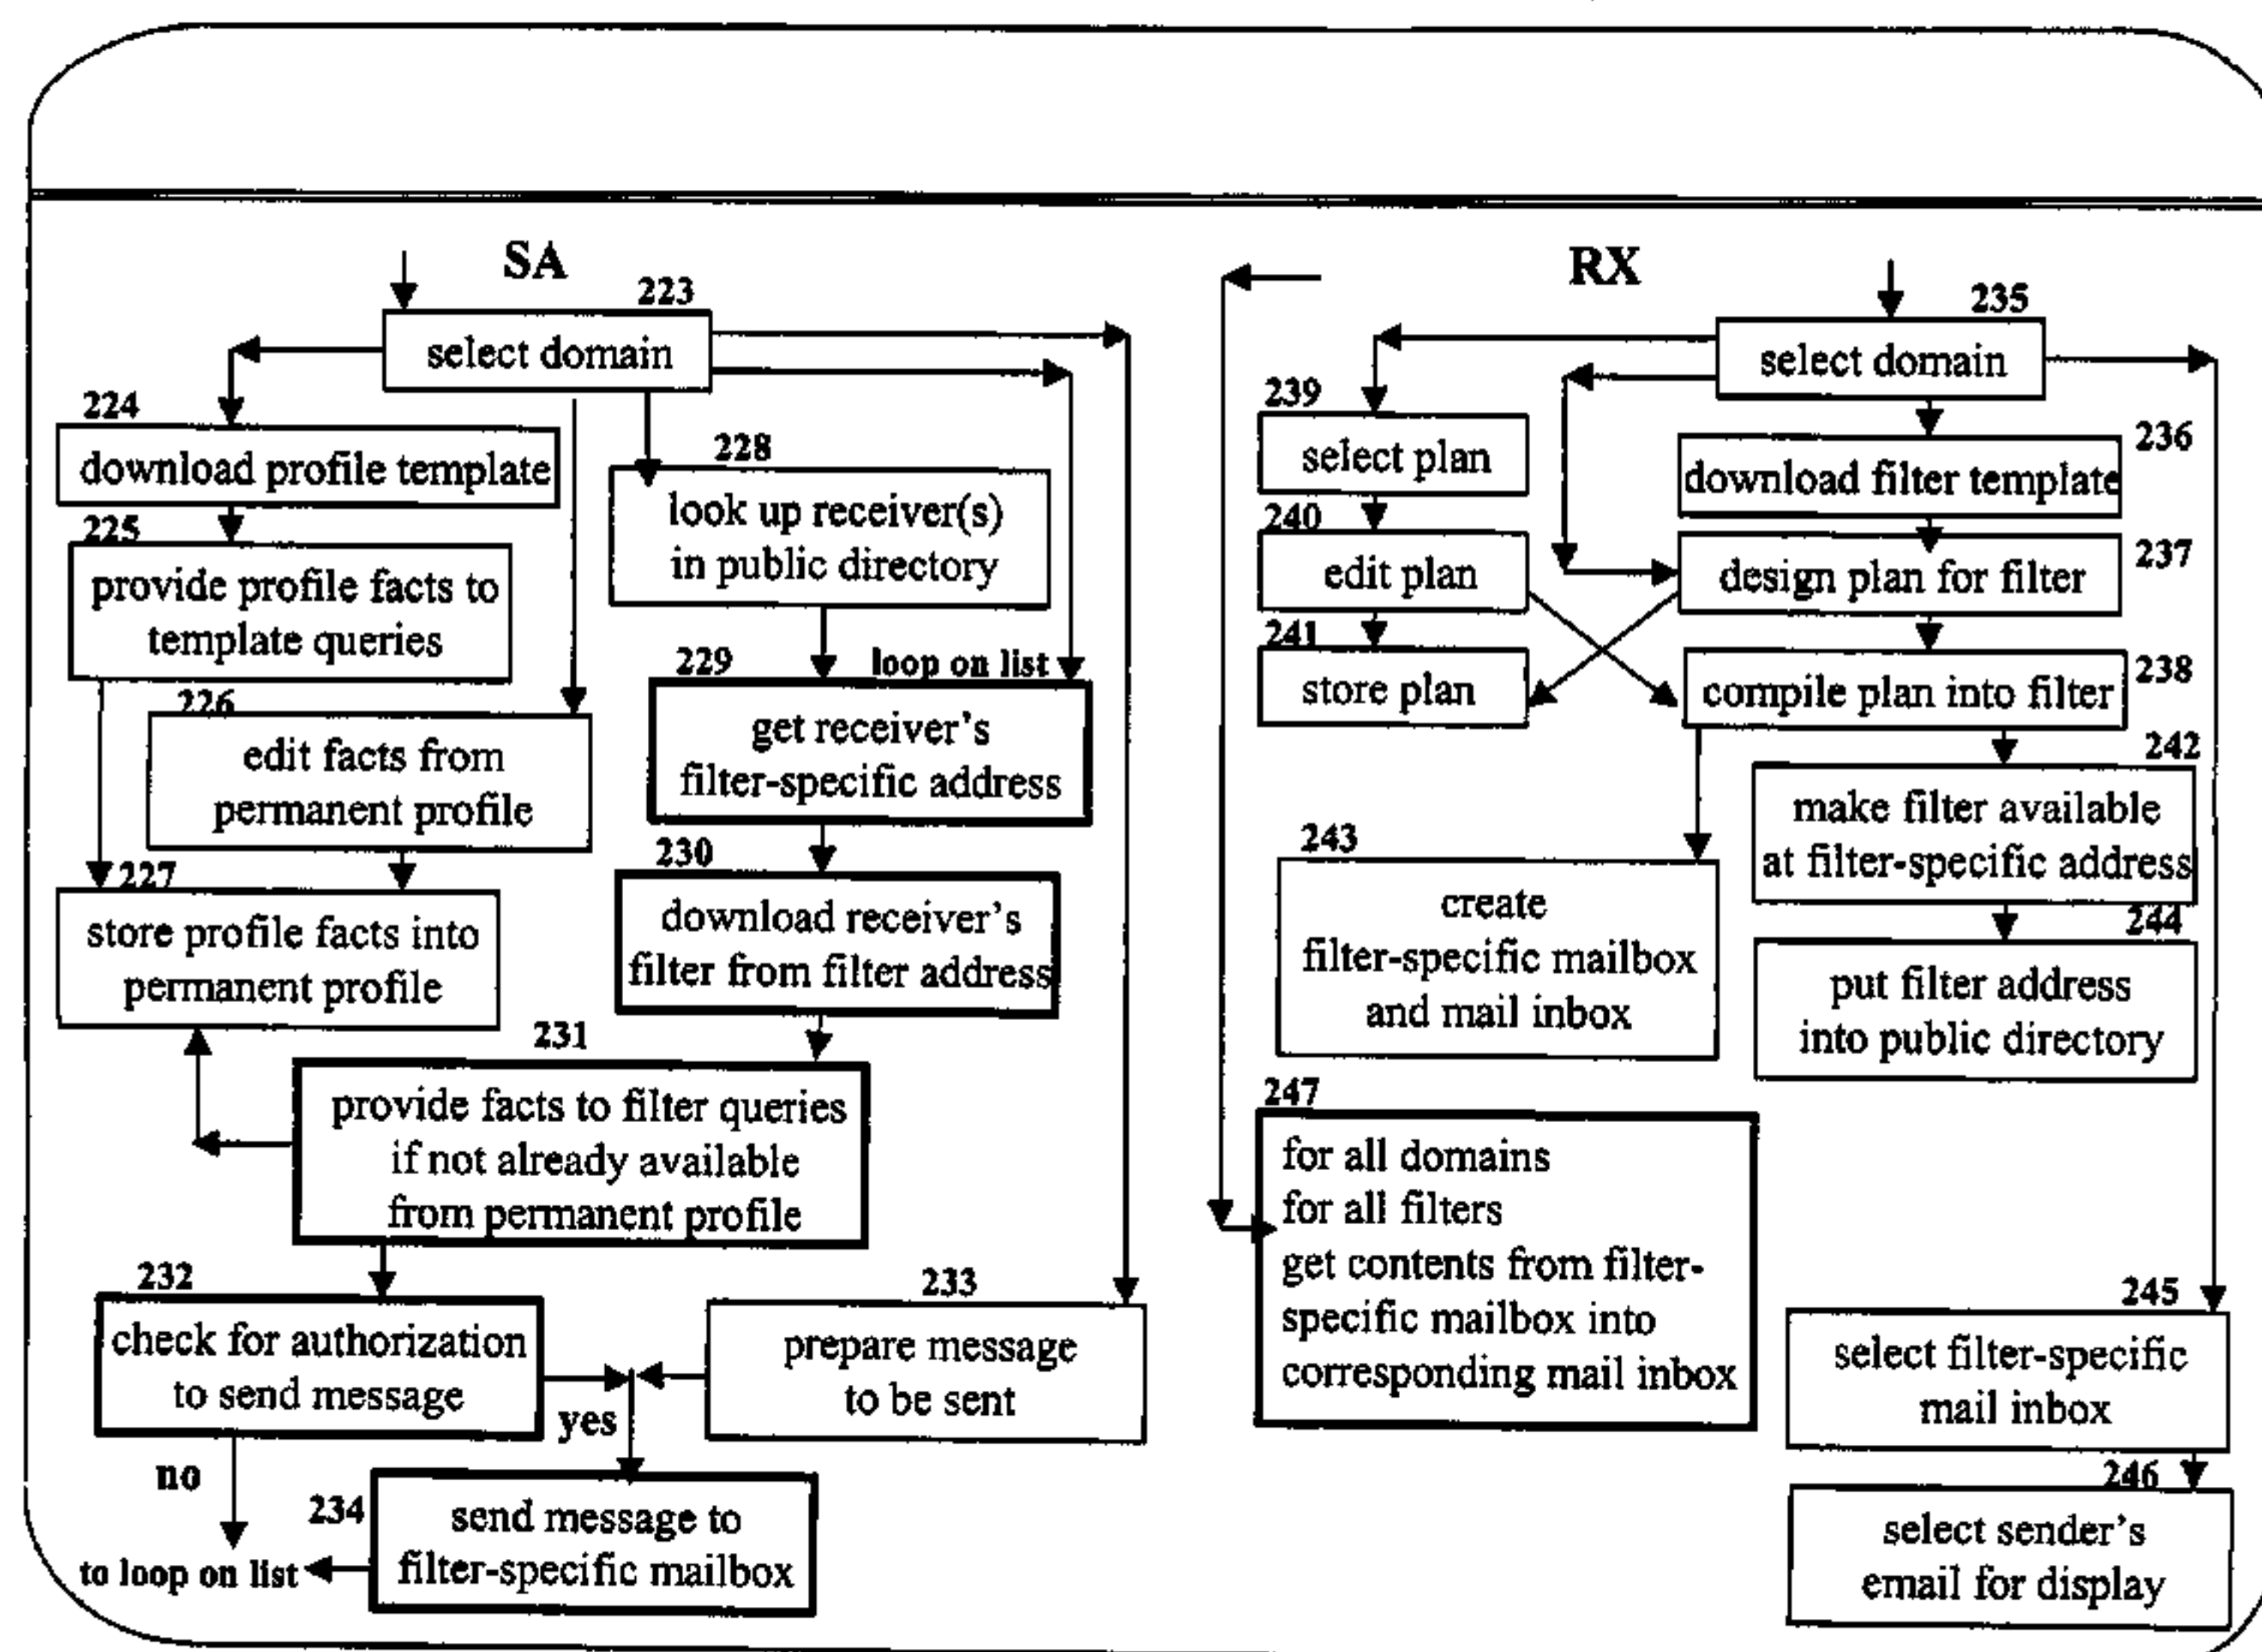 SA
223
select domain
224
download profile template
225
provide profile facts to
template queries
226
edit facts from
permanent profile
227
store profile facts into
permanent profile
228
look up receiver(s)
in public directory
229
loop on list
get receiver's
filter-specific address
230
download receiver's
filter from filter address
231
provide facts to filter queries
if not already available
from permanent profile
232
check for authorization
to send message
yes
no
233
prepare message
to be sent
234
send message to
filter-specific mailbox
to loop on list
RX
235
select domain
236
download filter template
237
design plan for filter
238
compile plan into filter
239
select plan
240
edit plan
241
store plan
242
make filter available
at filter-specific address
243
create
filter-specific mailbox
and mail inbox
244
put filter address
into public directory
247
for all domains
for all filters
get contents from filter-
specific mailbox into
corresponding mail inbox
245
select filter-specific
mail inbox
246
select sender's
email for display